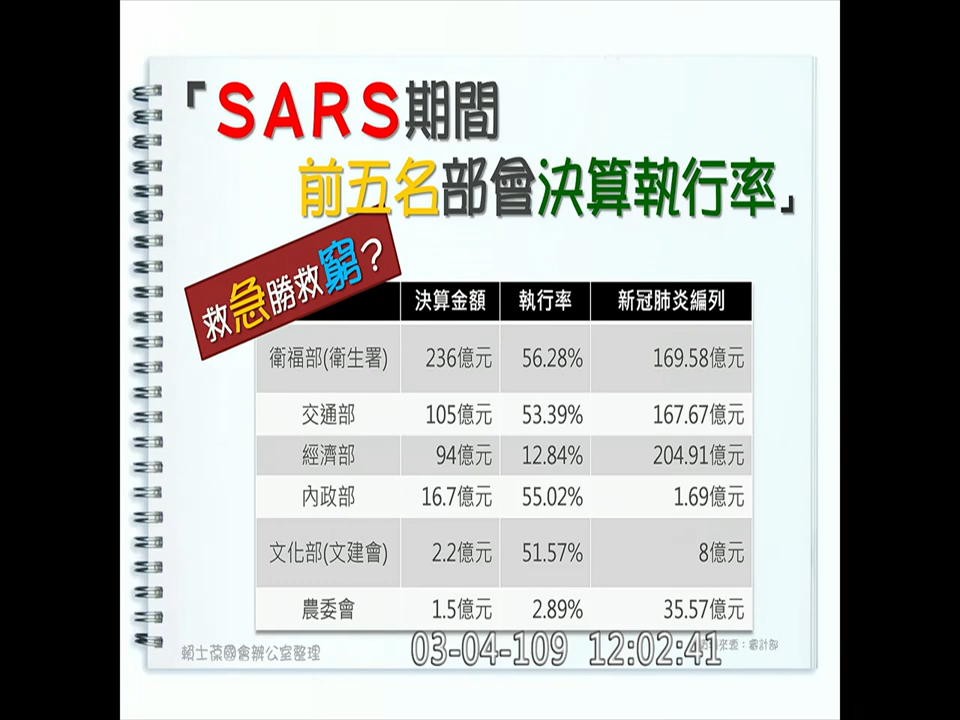 「SARS期間
前五名部會決算執行率」
救急勝救窮?
決算金額 執行率 新冠肺炎編列
衛福部(衛生署) 236億元 56.28% 169.58億元
交通部 105億元 53.39% 167.67億元
經濟部 94億元 12.84% 204.91億元
內政部 16.7億元 55.02% 1.69億元
文化部(文建會) 2.2億元 51.57% 8億元
農委會 1.5億元 2.89% 35.57億元
賴士葆國會辦公室整理
來源:審計部
03-04-109 12:02:41